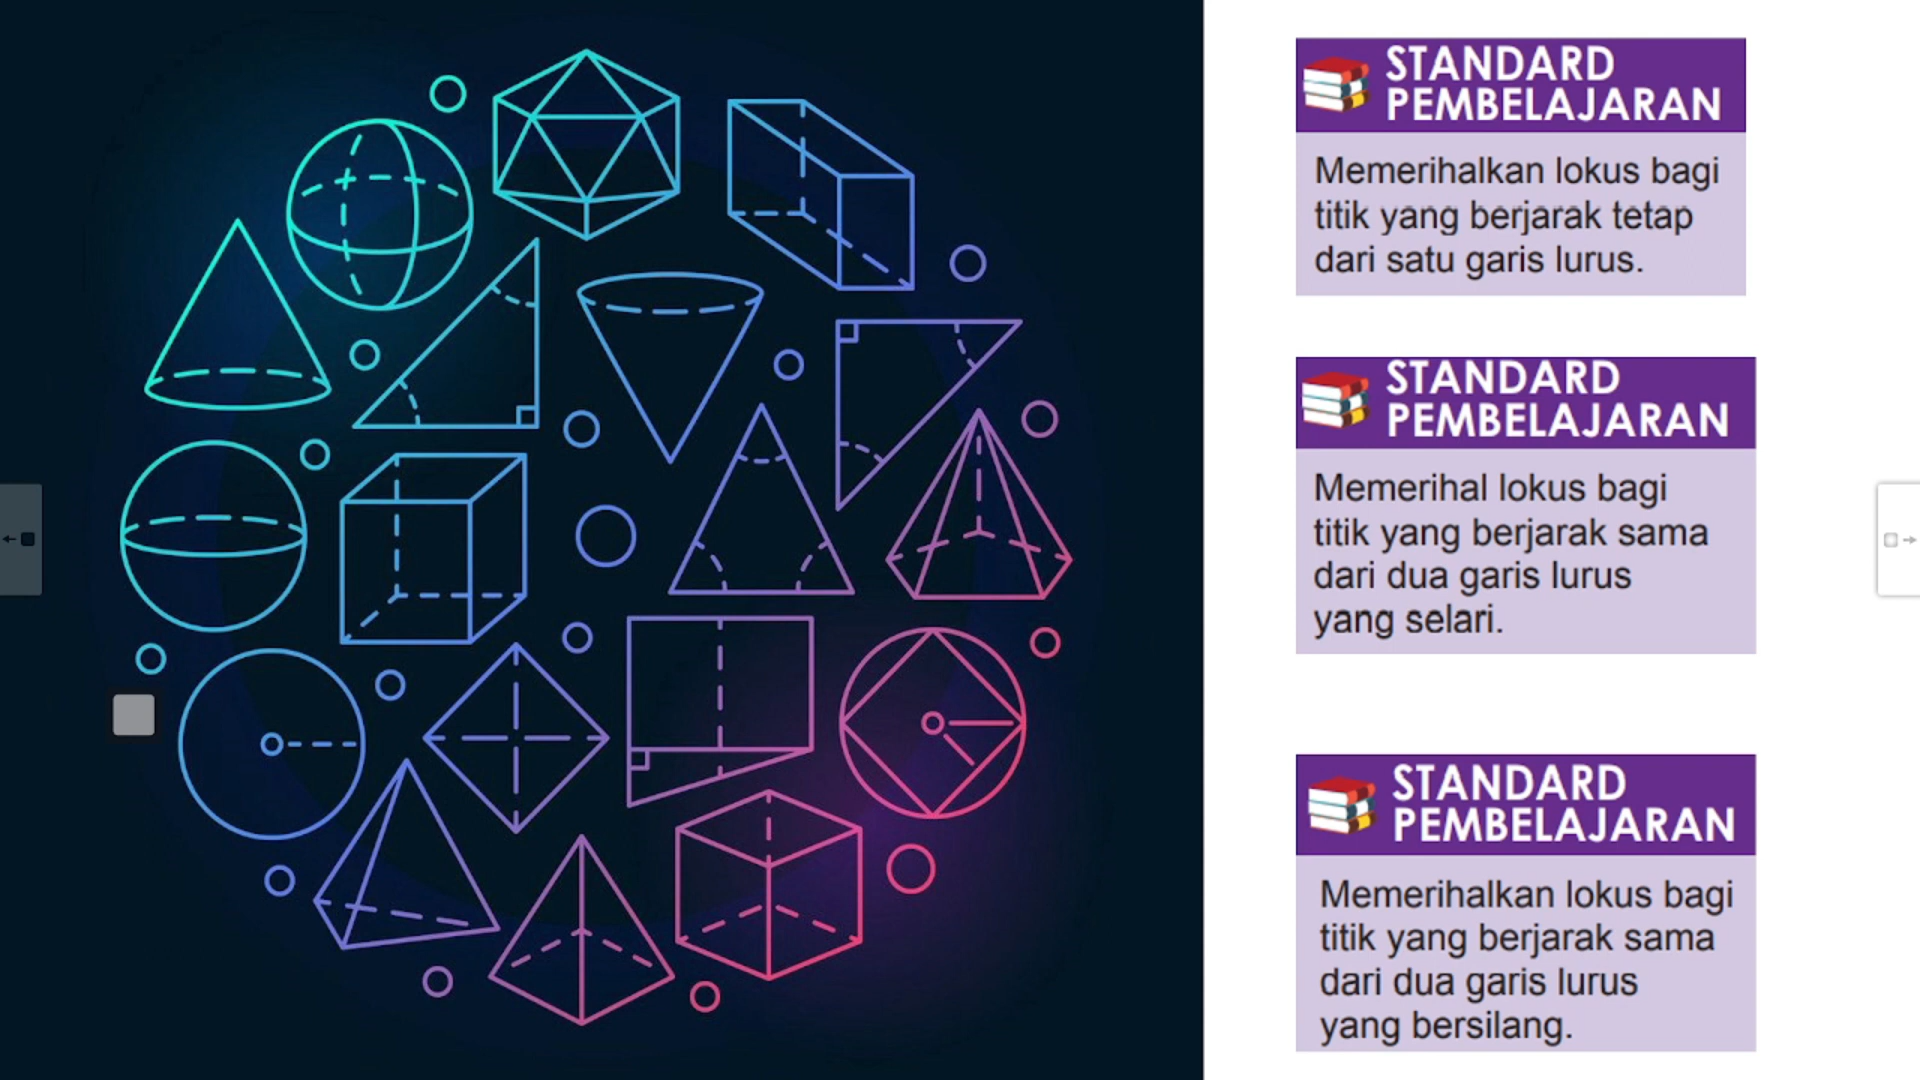 STANDARD
PEMBELAJARAN
Memerihalkan lokus bagi
titik yang berjarak tetap
dari satu garis lurus.
STANDARD
PEMBELAJARAN
Memerihal lokus bagi
titik yang berjarak sama
dari dua garis lurus
yang selari.
STANDARD
PEMBELAJARAN
Memerihalkan lokus bagi
titik yang berjarak sama
dari dua garis lurus
yang bersilang.